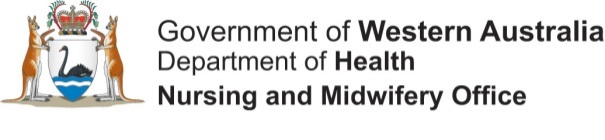 Government of Western Australia
Department of Health
Nursing and Midwifery Office